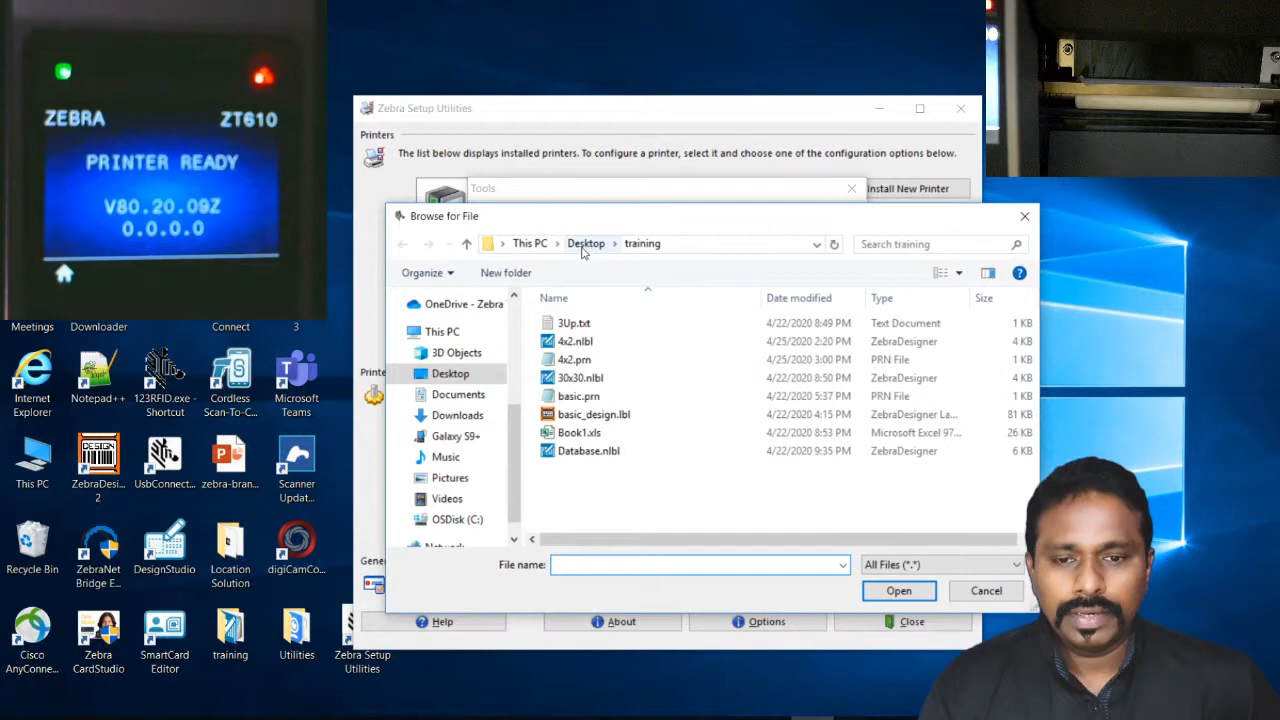 ZEBRA ZT610
PRINTER READY
V80.20.09Z
0.0.0.0
Meetings
Downloader
Connect
3
Internet Explorer
Notepad++
123RFID.exe - Shortcut
Cordless Scan-To-C...
Microsoft Teams
This PC
DESIGN
ZebraDesi... 2
UsbConnect...
zebra-bran...
Scanner Updat...
Recycle Bin
ZebraNet Bridge E...
DesignStudio
Location Solution
digiCamCo...
Cisco AnyConne...
Zebra CardStudio
SmartCard Editor
training
Utilities
Zebra Setup Utilities
Zebra Setup Utilities
Printers
The list below displays installed printers. To configure a printer, select it and choose one of the configuration options below.
Tools
Install New Printer
Browse for File
This PC > Desktop > training
Search training
Organize
New folder
OneDrive - Zebra
This PC
3D Objects
Desktop
Documents
Downloads
Galaxy S9+
Music
Pictures
Videos
OSDisk (C:)
Name Date modified Type Size
3Up.txt 4/22/2020 8:49 PM Text Document 1 KB
4x2.nlbl 4/25/2020 2:20 PM ZebraDesigner 4 KB
4x2.prn 4/25/2020 3:00 PM PRN File 1 KB
30x30.nlbl 4/22/2020 8:50 PM ZebraDesigner 4 KB
basic.prn 4/22/2020 5:37 PM PRN File 1 KB
basic_design.lbl 4/22/2020 4:15 PM ZebraDesigner La... 81 KB
Book1.xls 4/22/2020 8:53 PM Microsoft Excel 97... 26 KB
Database.nlbl 4/22/2020 9:35 PM ZebraDesigner 6 KB
File name:
All Files (*.*)
Open
Cancel
Printe
Gene
Help
About
Options
Close